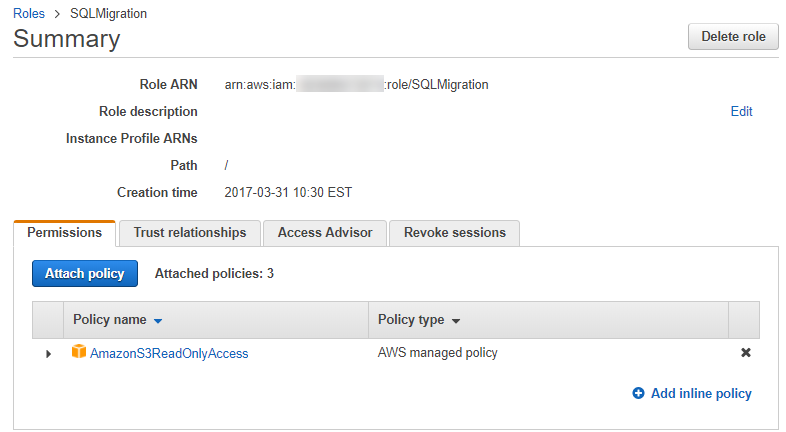 Roles > SQLMigration
Summary
Delete role
Role ARN arn:aws:iam: :role/SQLMigration
Role description Edit
Instance Profile ARNs
Path /
Creation time 2017-03-31 10:30 EST
Permissions Trust relationships Access Advisor Revoke sessions
Attach policy Attached policies: 3
Policy name Policy type
AmazonS3ReadOnlyAccess AWS managed policy
Add inline policy